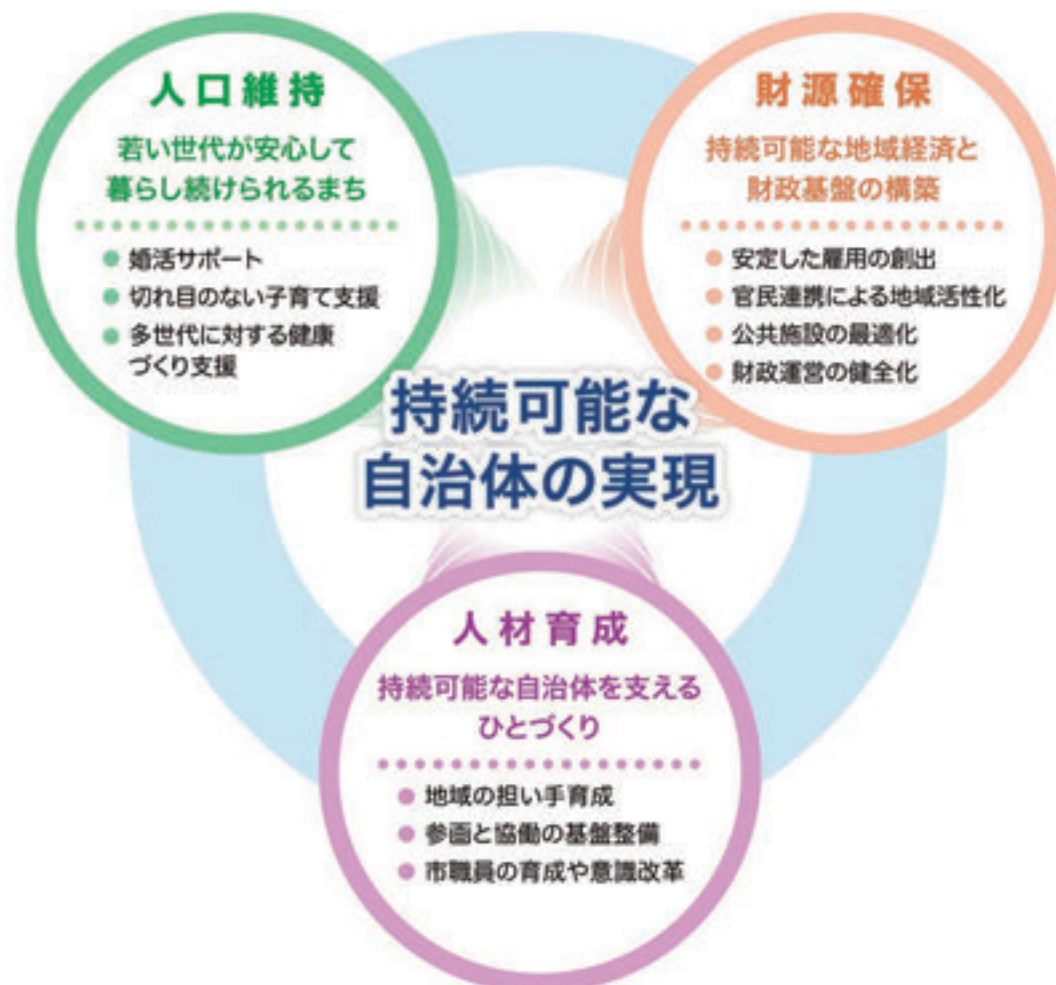 人口維持
若い世代が安心して
暮らし続けられるまち
● 婚活サポート
● 切れ目のない子育て支援
● 多世代に対する健康
づくり支援
財源確保
持続可能な地域経済と
財政基盤の構築
● 安定した雇用の創出
● 官民連携による地域活性化
● 公共施設の最適化
● 財政運営の健全化
持続可能な
自治体の実現
人材育成
持続可能な自治体を支える
ひとづくり
● 地域の担い手育成
● 参画と協働の基盤整備
● 市職員の育成や意識改革